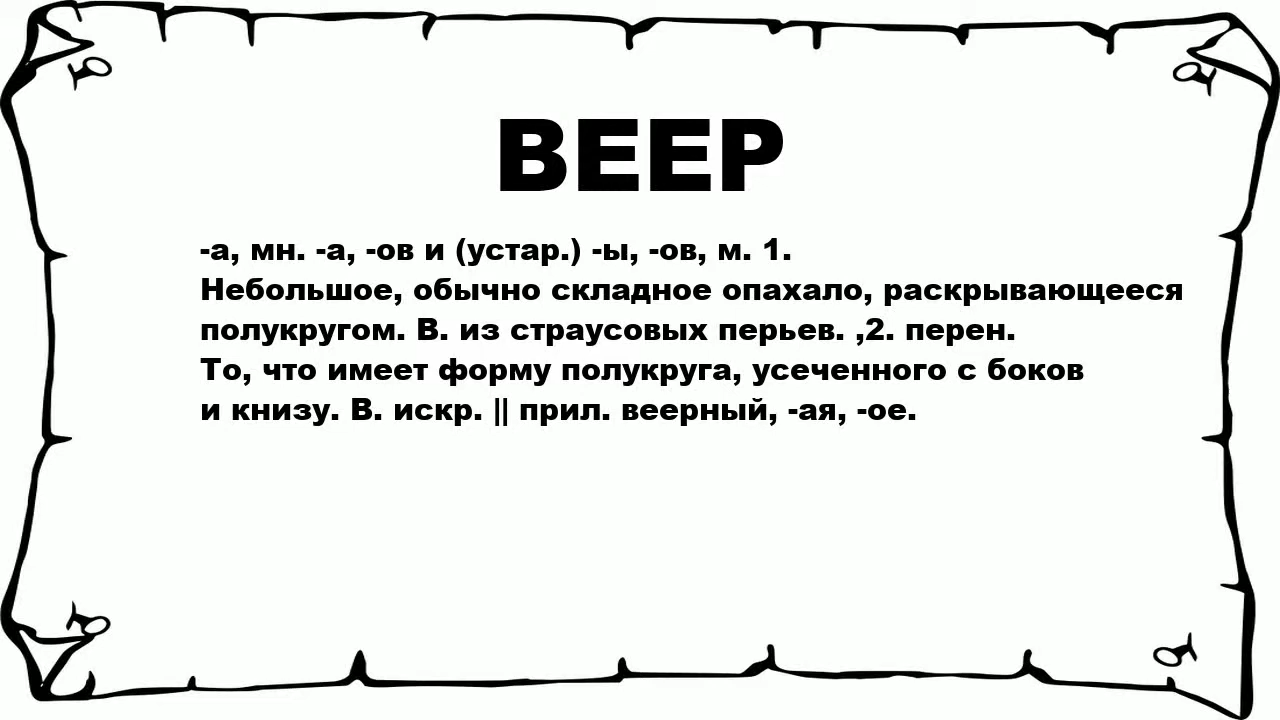 ВЕЕР
-а, мн. -а, -ов и (устар.) -ы, -ов, м. 1.
Небольшое, обычно складное опахало, раскрывающееся
полукругом. В. из страусовых перьев. ,2. перен.
То, что имеет форму полукруга, усеченного с боков
и книзу. В. искр. || прил. веерный, -ая, -ое.